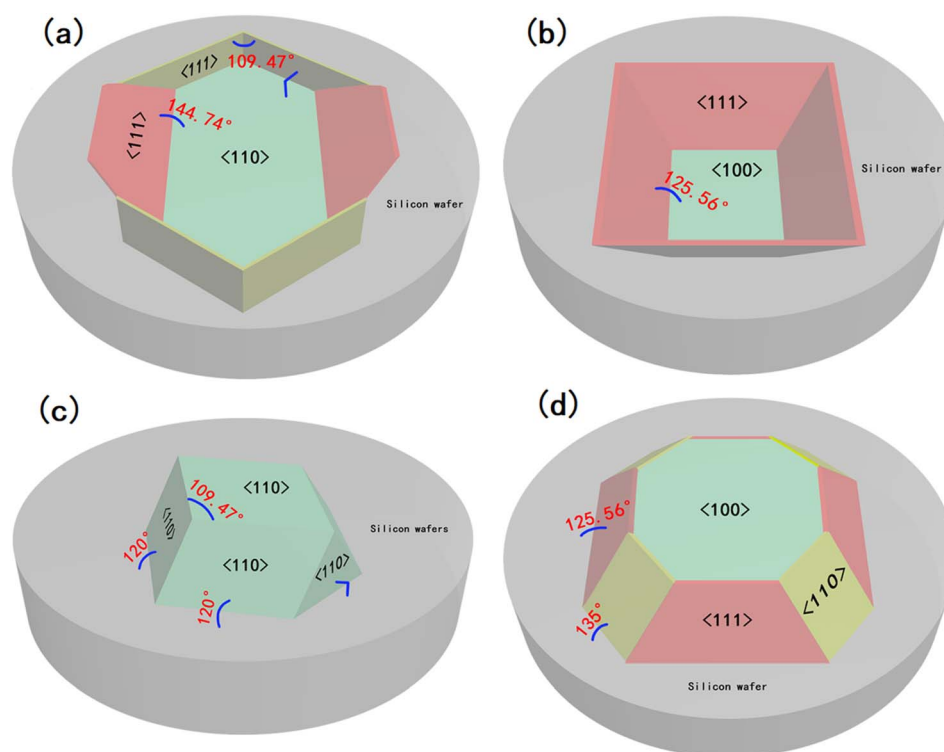 (a)
<111>
109.47°
144.74°
<111>
<110>
Silicon wafer
(b)
<111>
<100>
125.56°
Silicon wafer
(c)
<110>
109.47°
<110>
120°
<110>
<110>
120°
Silicon wafers
(d)
<100>
125.56°
<110>
135°
<111>
Silicon wafer